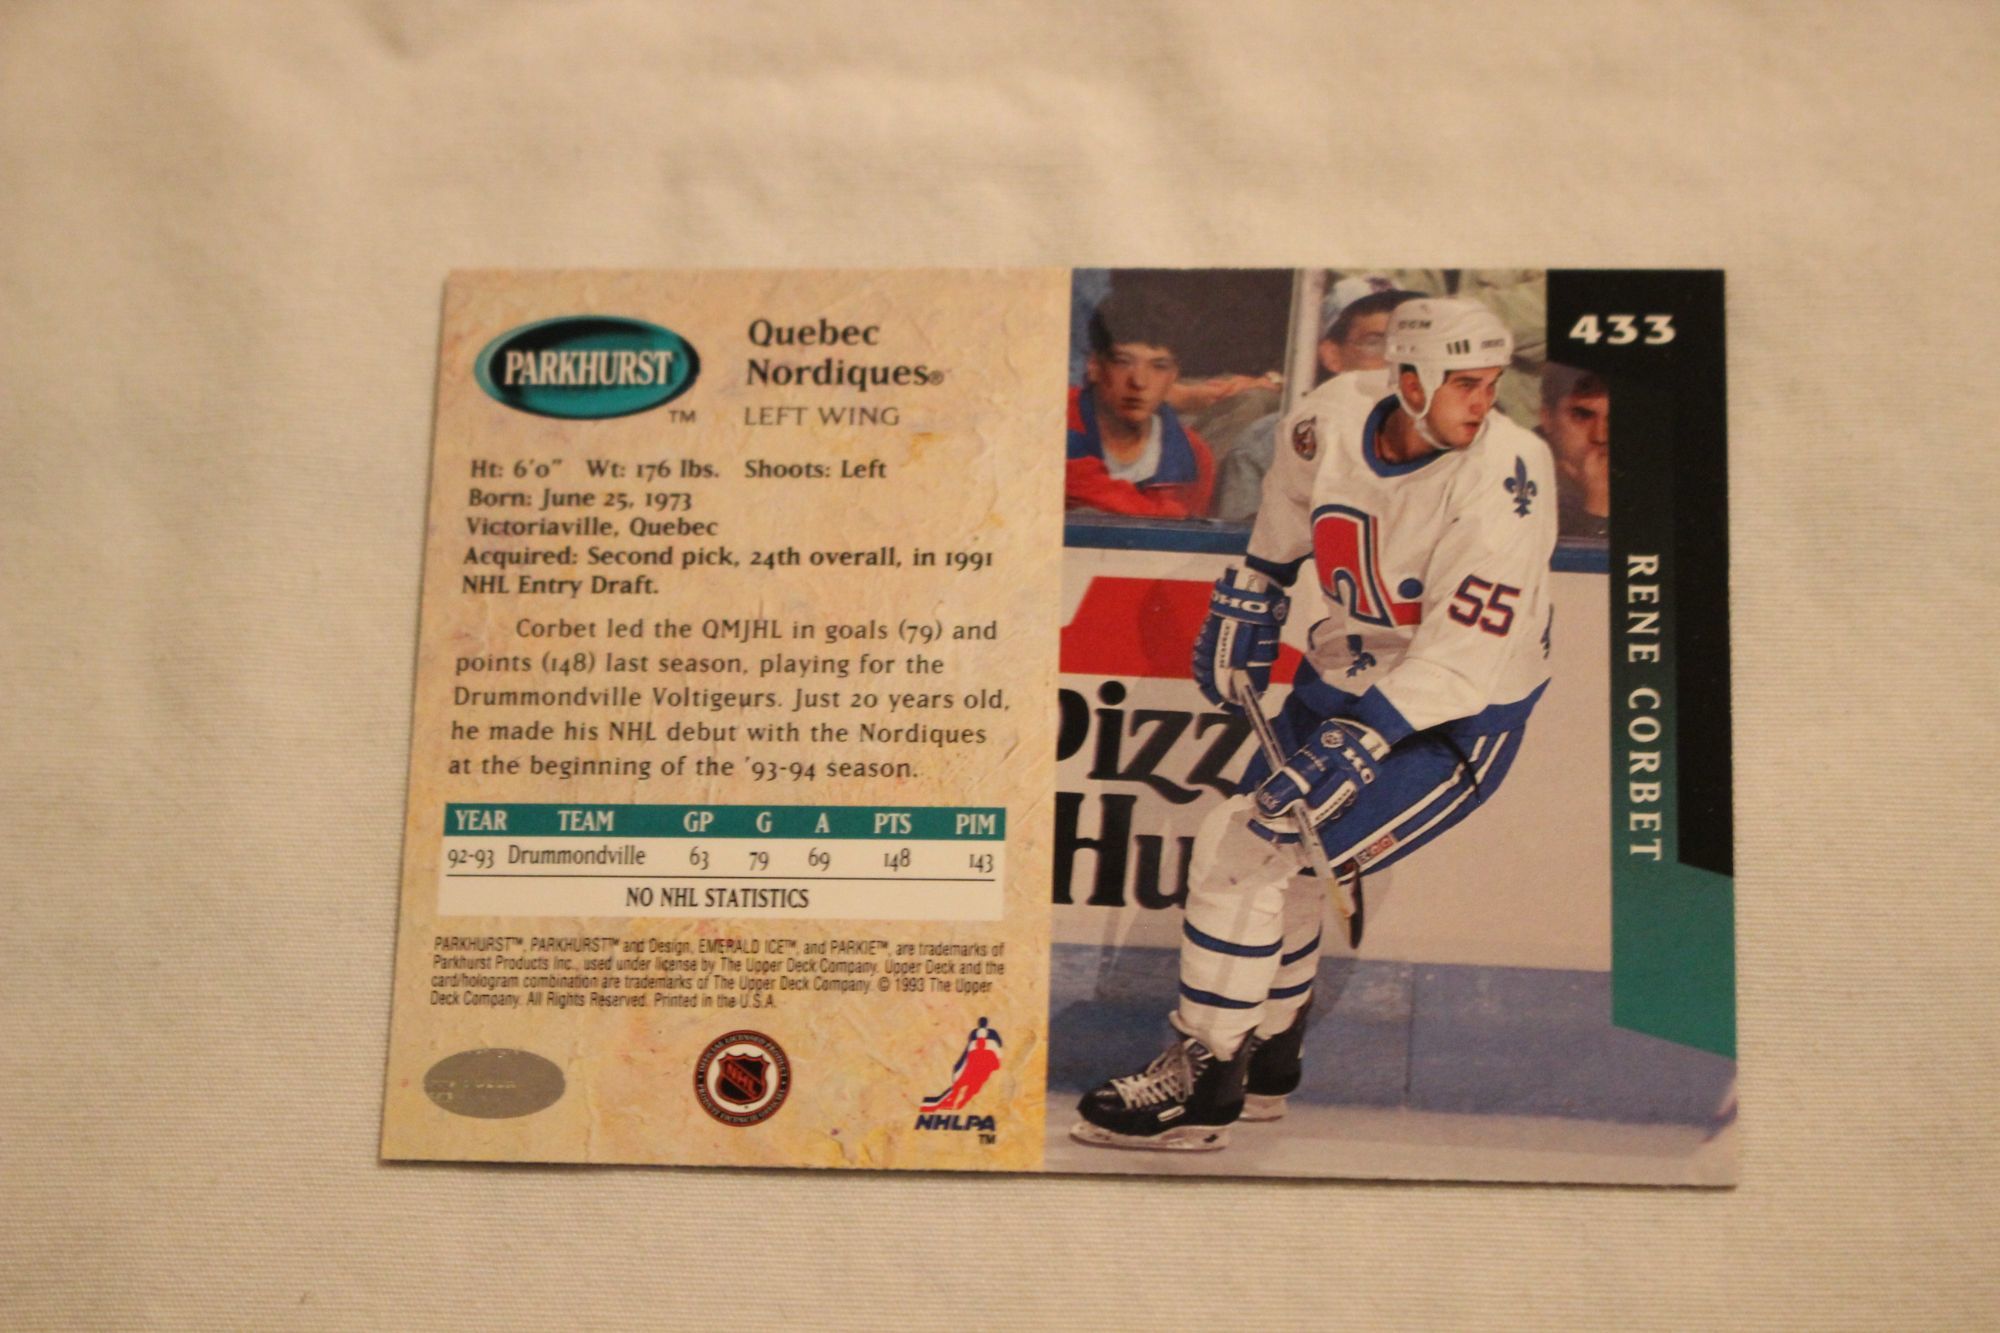 PARKHURST
TM
Quebec
Nordiques®
LEFT WING
Ht: 6'0" Wt: 176 lbs. Shoots: Left
Born: June 25, 1973
Victoriaville, Quebec
Acquired: Second pick, 24th overall, in 1991
NHL Entry Draft.
Corbet led the QMJHL in goals (79) and
points (148) last season, playing for the
Drummondville Voltigeurs. Just 20 years old,
he made his NHL debut with the Nordiques
at the beginning of the '93-94 season.
YEAR TEAM GP G A PTS PIM
92-93 Drummondville 63 79 69 148 143
NO NHL STATISTICS
PARKHURST™, PARKHURST™ and Design, EMERALD ICE™, and PARKIE™, are trademarks of
Parkhurst Products Inc., used under license by The Upper Deck Company. Upper Deck and the
card/hologram combination are trademarks of The Upper Deck Company. © 1993 The Upper
Deck Company. All Rights Reserved. Printed in the U.S.A.
NHL
NHLPA
TM
433
RENE CORBET
CCM
55
Pizz
Hu